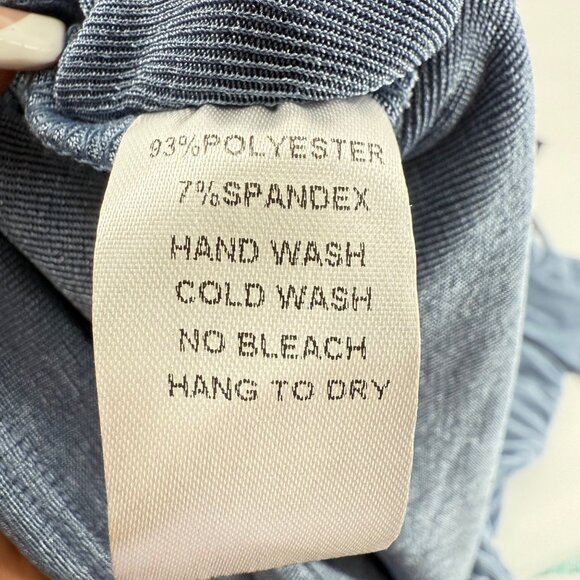 93%POLYESTER
7%SPANDEX
HAND WASH
COLD WASH
NO BLEACH
HANG TO DRY